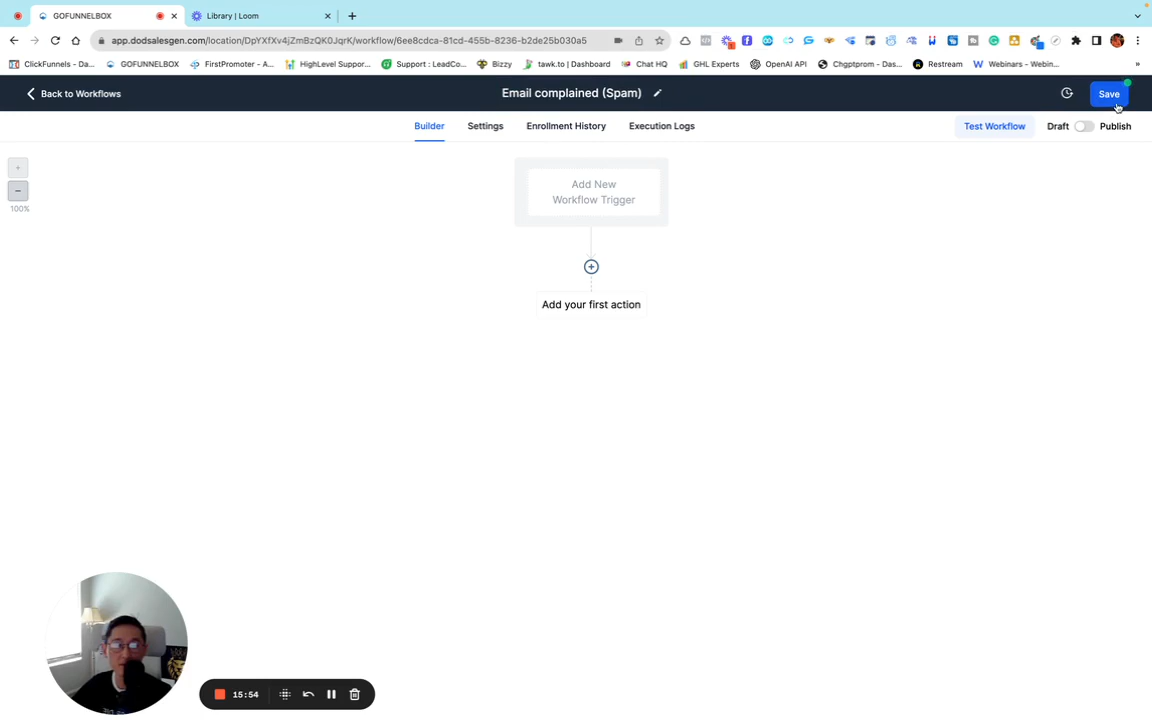 GOFUNNELBOX
Library | Loom
app.dodsalesgen.com/location/DpYXfXv4jZmBzQK0JqrK/workflow/6ee8cdca-81cd-455b-8236-b2de25b030a5
ClickFunnels - Da...
GOFUNNELBOX
FirstPromoter - A...
HighLevel Suppor...
Support : LeadCo...
Bizzy
tawk.to | Dashboard
Chat HQ
GHL Experts
OpenAI API
Chgptprom - Das...
Restream
Webinars - Webin...
»
Back to Workflows
Email complained (Spam)
Save
Builder
Settings
Enrollment History
Execution Logs
Test Workflow
Draft
Publish
100%
Add New
Workflow Trigger
Add your first action
15:54